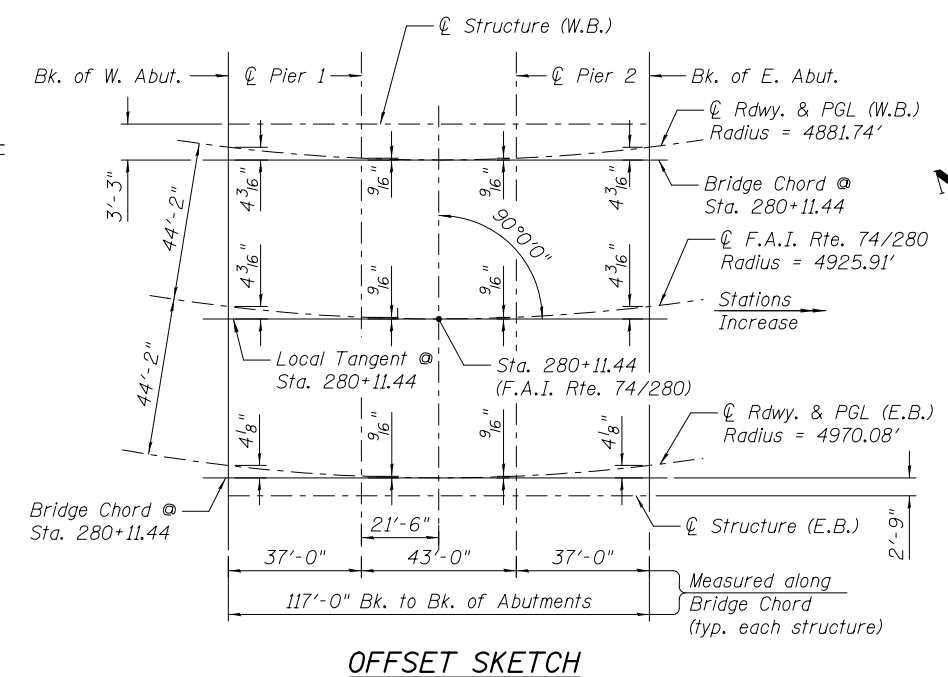 ℄ Structure (W.B.)
Bk. of W. Abut.
℄ Pier 1
℄ Pier 2
Bk. of E. Abut.
℄ Rdwy. & PGL (W.B.)
Radius = 4881.74'
3'-3"
44'-2"
4 3/16"
9/16"
9/16"
4 3/16"
Bridge Chord @
Sta. 280+11.44
90°0'0"
℄ F.A.I. Rte. 74/280
Radius = 4925.91'
4 3/16"
9/16"
9/16"
4 3/16"
Stations
Increase
Local Tangent @
Sta. 280+11.44
Sta. 280+11.44
(F.A.I. Rte. 74/280)
44'-2"
4 1/8"
9/16"
9/16"
4 1/8"
℄ Rdwy. & PGL (E.B.)
Radius = 4970.08'
Bridge Chord @
Sta. 280+11.44
21'-6"
℄ Structure (E.B.)
2'-9"
37'-0"
43'-0"
37'-0"
117'-0" Bk. to Bk. of Abutments
Measured along
Bridge Chord
(typ. each structure)
OFFSET SKETCH